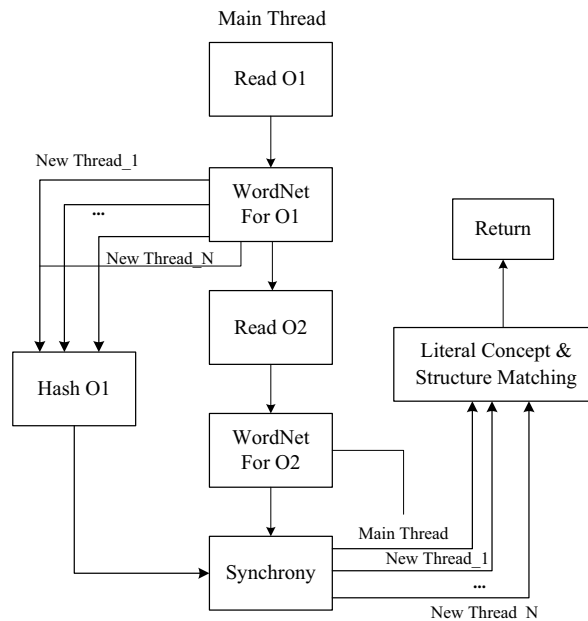 Main Thread
Read O1
New Thread_1
WordNet
For O1
...
New Thread_N
Return
Read O2
Literal Concept &
Structure Matching
Hash O1
WordNet
For O2
Main Thread
New Thread_1
Synchrony
...
New Thread_N